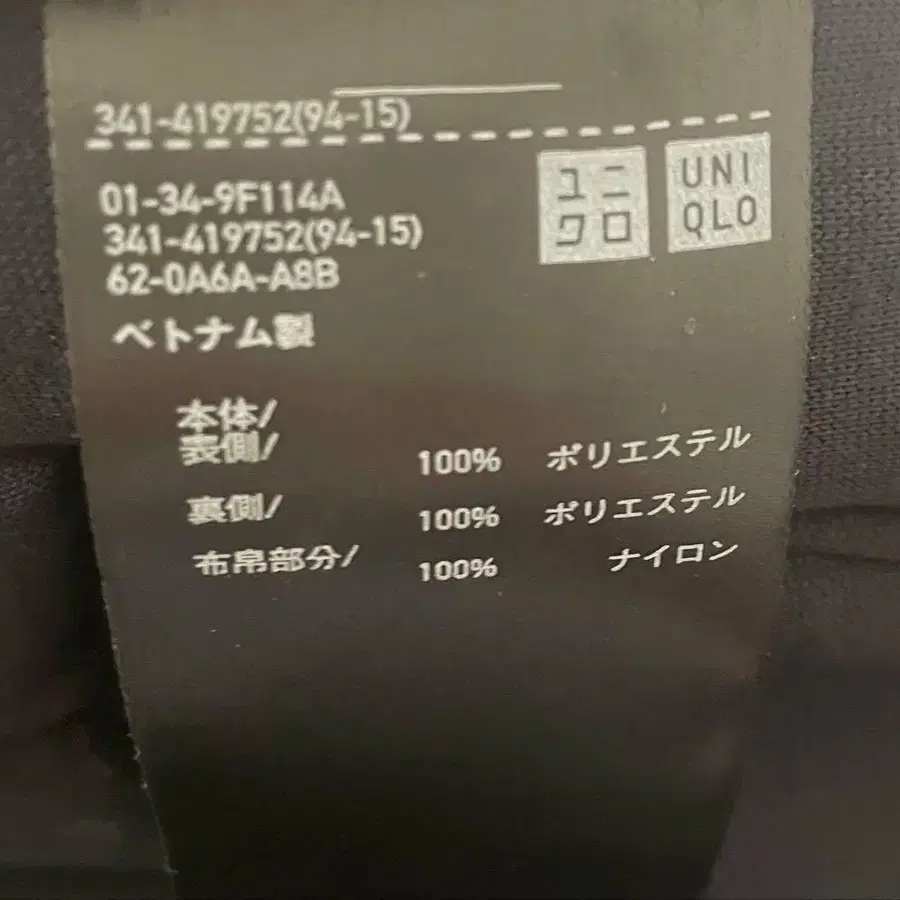 341-419752(94-15)
ユニ
クロ
UNI
QLO
01-34-9F114A
341-419752(94-15)
62-0A6A-A8B
ベトナム製
本体/
表側/ 100% ポリエステル
裏側/ 100% ポリエステル
布帛部分/ 100% ナイロン